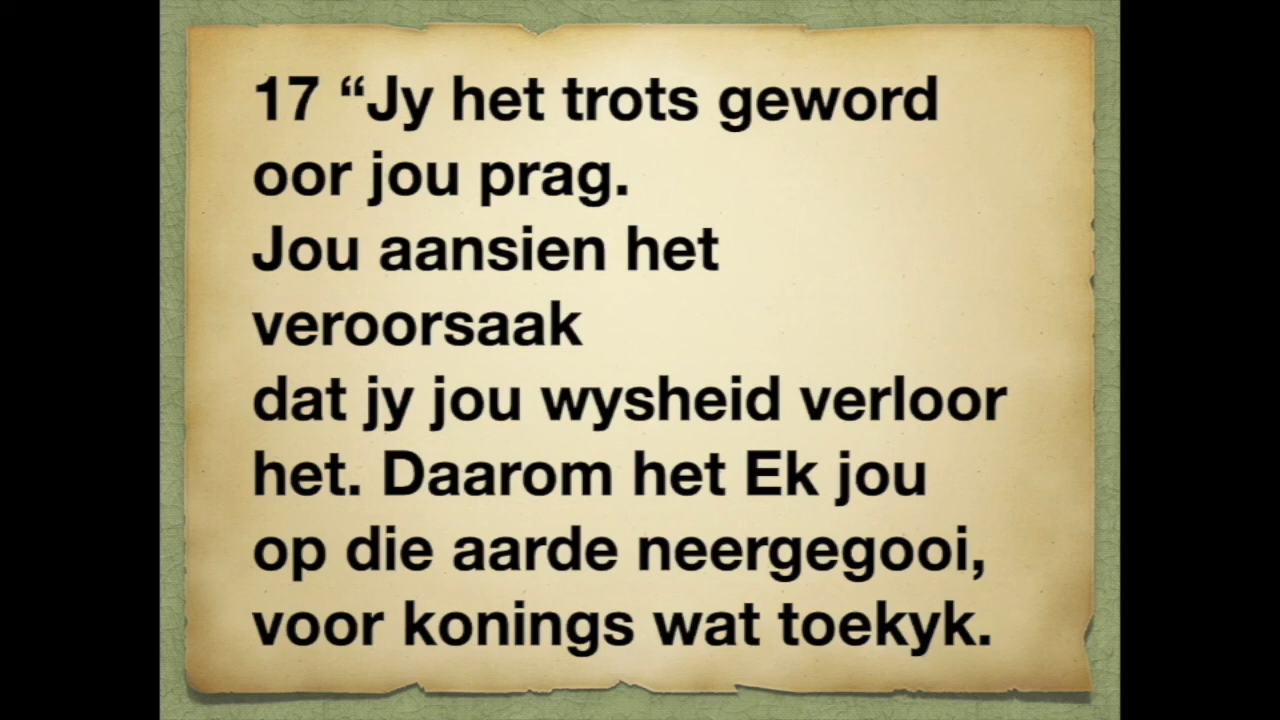 17 “Jy het trots geword
oor jou prag.
Jou aansien het
veroorsaak
dat jy jou wysheid verloor
het. Daarom het Ek jou
op die aarde neergegooi,
voor konings wat toekyk.